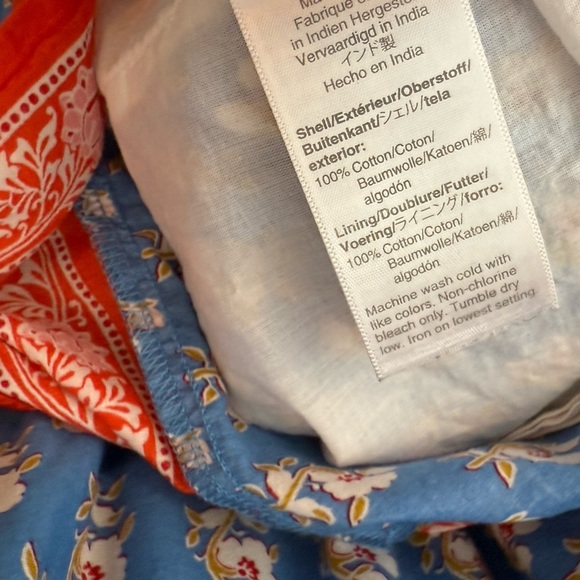 Fabriqué en
in Indien Hergestellt
Vervaardigd in India
インド製
Hecho en India
Shell/Extérieur/Oberstoff/
Buitenkant/シェル/tela
exterior:
100% Cotton/Coton/
Baumwolle/Katoen/綿/
algodón
Lining/Doublure/Futter/
Voering/ライニング/forro:
100% Cotton/Coton/
Baumwolle/Katoen/綿/
algodón
Machine wash cold with
like colors. Non-chlorine
bleach only. Tumble dry
low. Iron on lowest setting.